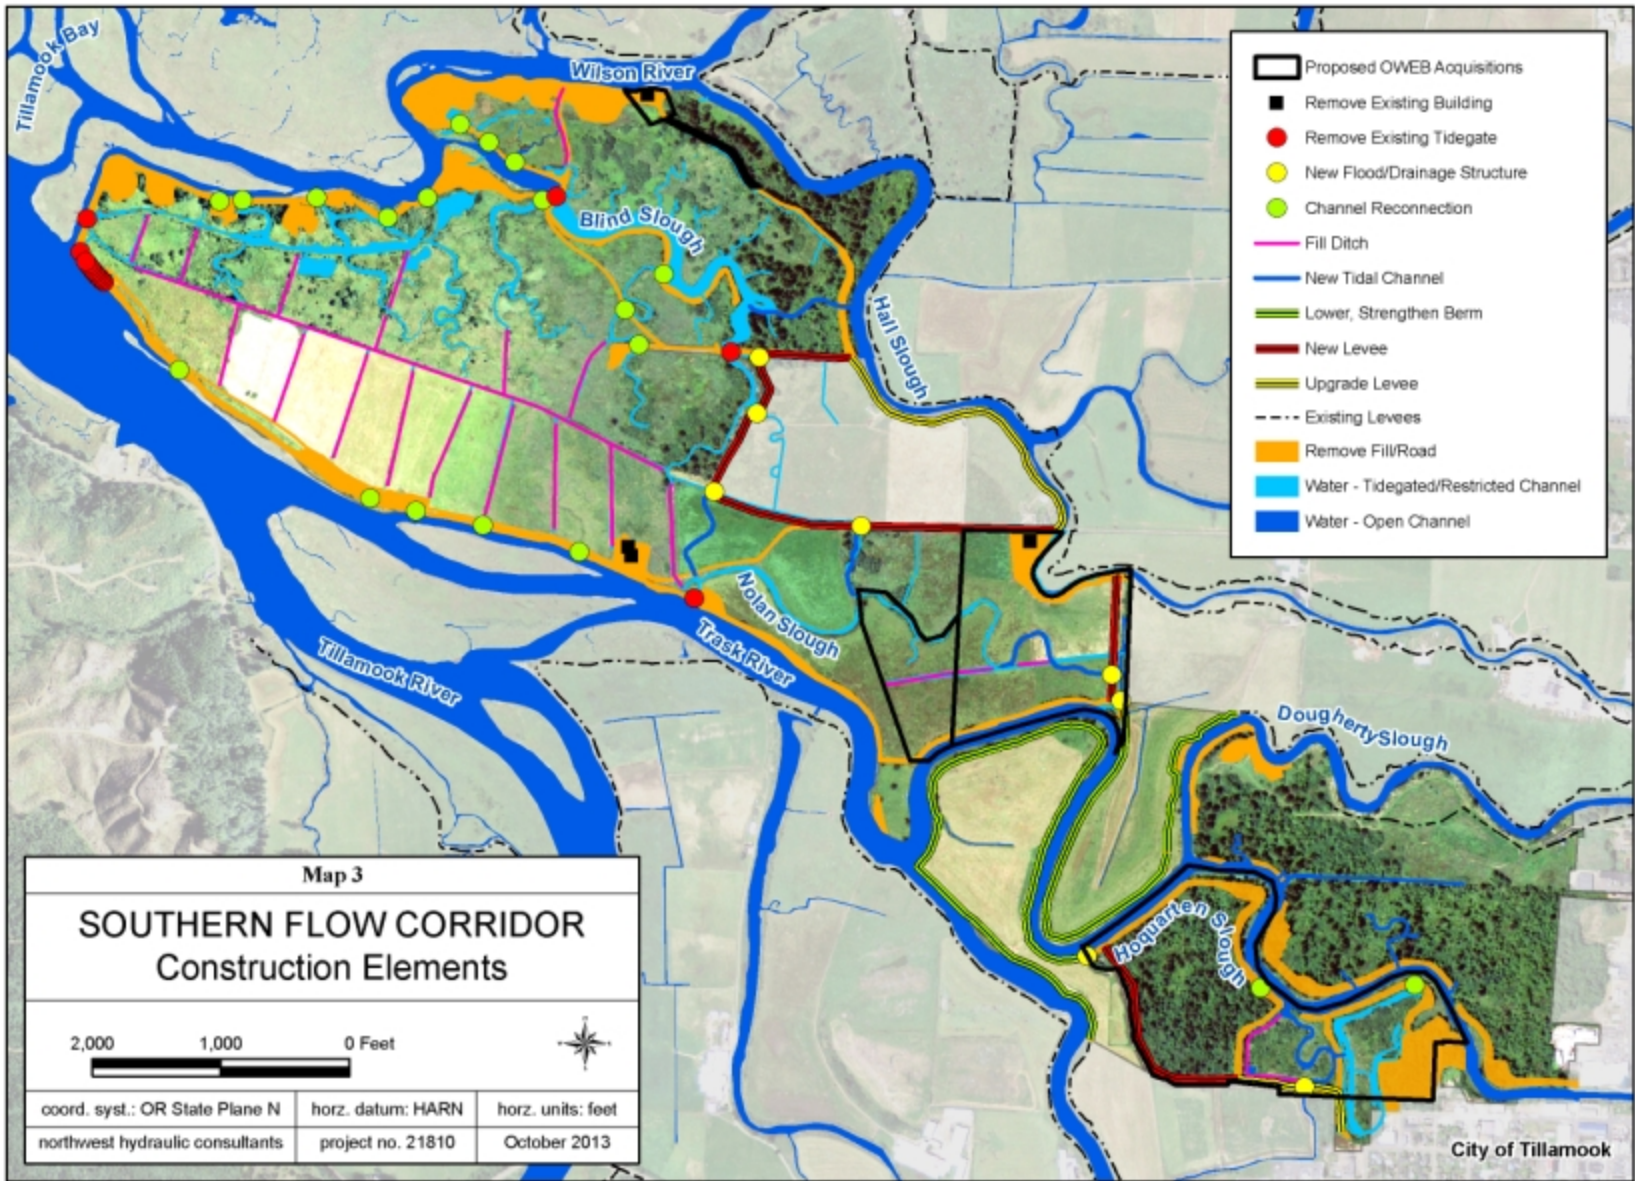 Tillamook Bay
Wilson River
Blind Slough
Hall Slough
Nolan Slough
Trask River
Tillamook River
DoughertySlough
Hoquarten Slough
City of Tillamook
Proposed OWEB Acquisitions
Remove Existing Building
Remove Existing Tidegate
New Flood/Drainage Structure
Channel Reconnection
Fill Ditch
New Tidal Channel
Lower, Strengthen Berm
New Levee
Upgrade Levee
Existing Levees
Remove Fill/Road
Water - Tidegated/Restricted Channel
Water - Open Channel
Map 3
SOUTHERN FLOW CORRIDOR
Construction Elements
2,000 1,000 0 Feet
coord. syst.: OR State Plane N horz. datum: HARN horz. units: feet
northwest hydraulic consultants project no. 21810 October 2013